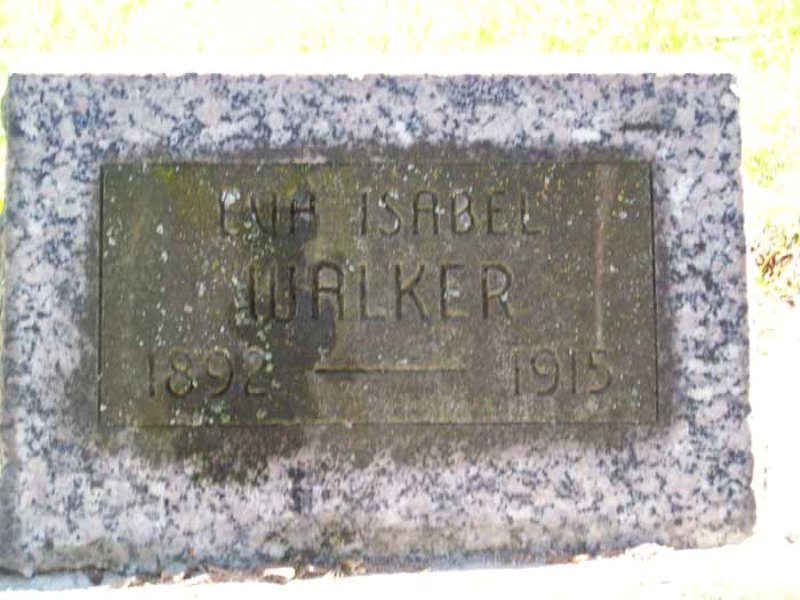 EVA ISABEL
WALKER
1892 — 1915